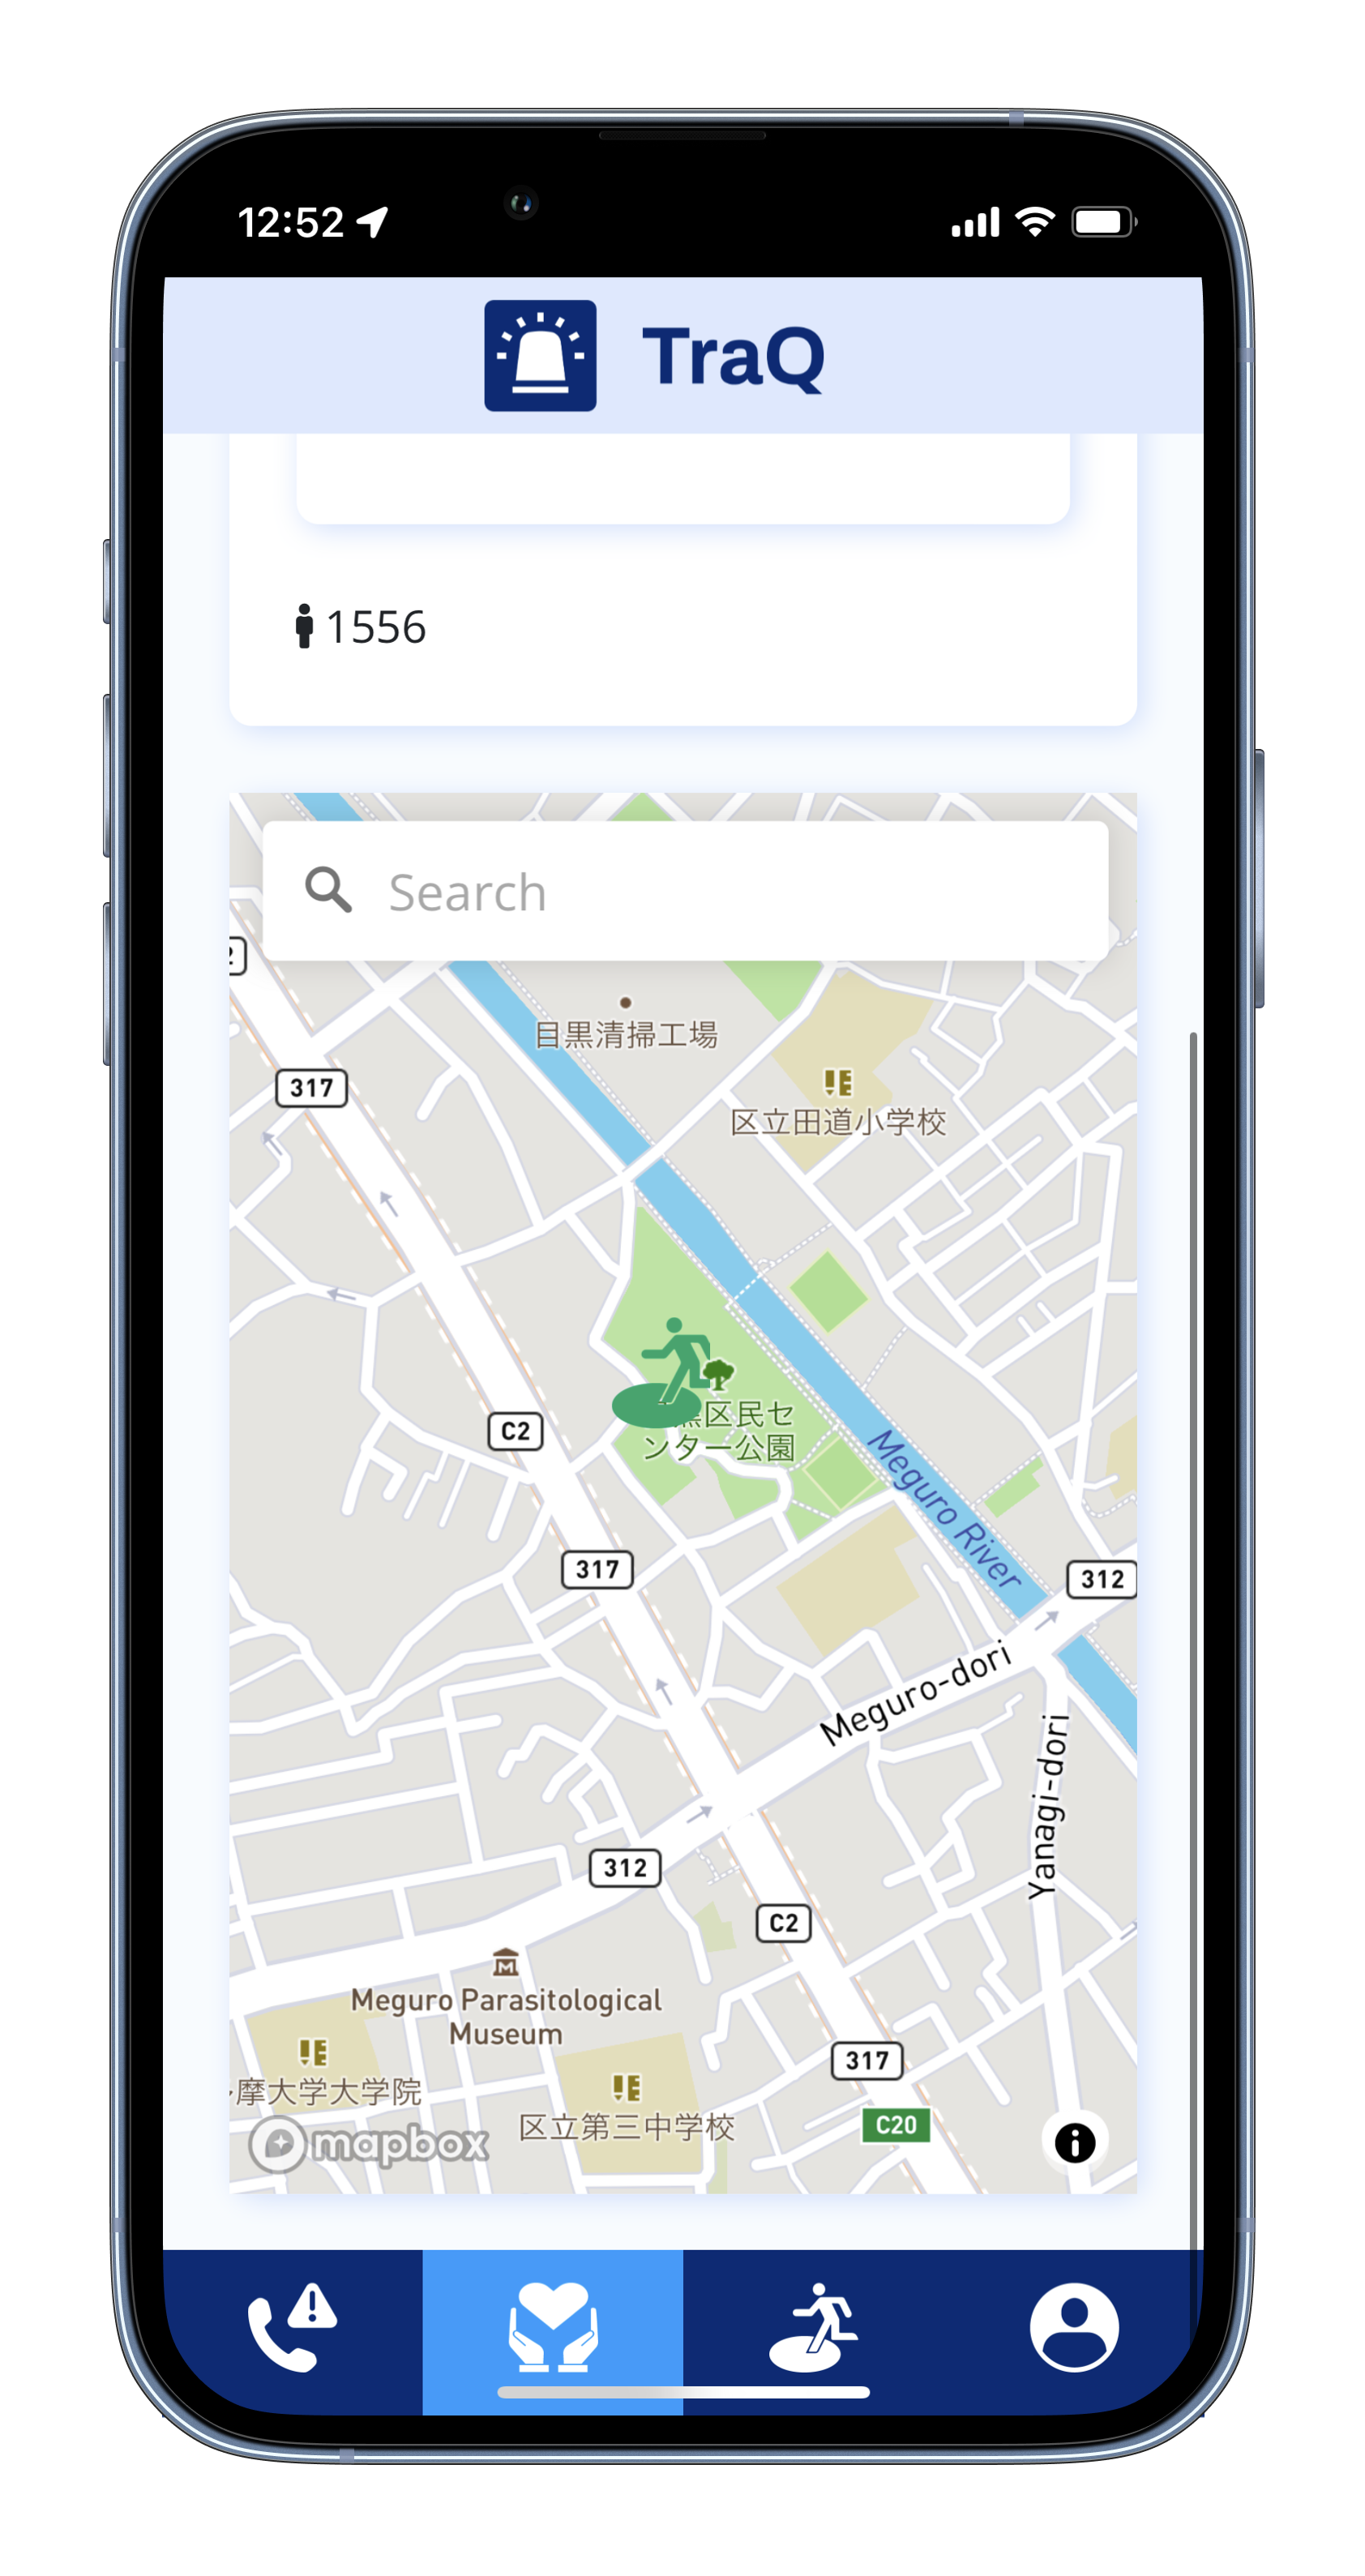 12:52
TraQ
1556
Search
目黒清掃工場
区立田道小学校
317
C2
区民セ
ンター公園
Meguro River
317
312
Meguro-dori
Yanagi-dori
312
C2
Meguro Parasitological
Museum
317
摩大学大学院
区立第三中学校
C20
mapbox